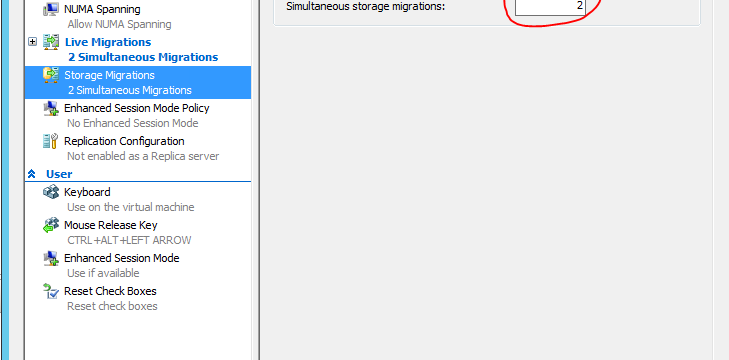 NUMA Spanning
Allow NUMA Spanning
Live Migrations
2 Simultaneous Migrations
Storage Migrations
2 Simultaneous Migrations
Enhanced Session Mode Policy
No Enhanced Session Mode
Replication Configuration
Not enabled as a Replica server
User
Keyboard
Use on the virtual machine
Mouse Release Key
CTRL+ALT+LEFT ARROW
Enhanced Session Mode
Use if available
Reset Check Boxes
Reset check boxes
Simultaneous storage migrations: 2